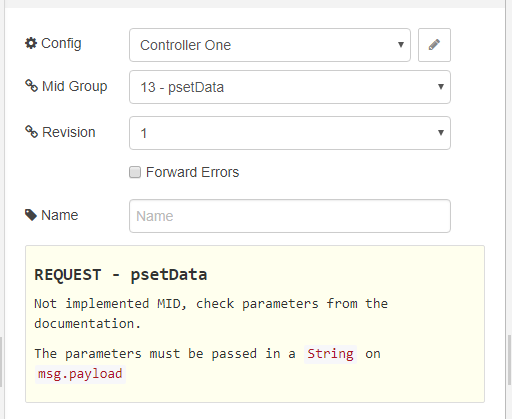 Config Controller One
Mid Group 13 - psetData
Revision 1
Forward Errors
Name Name
REQUEST - psetData
Not implemented MID, check parameters from the
documentation.
The parameters must be passed in a String on
msg.payload